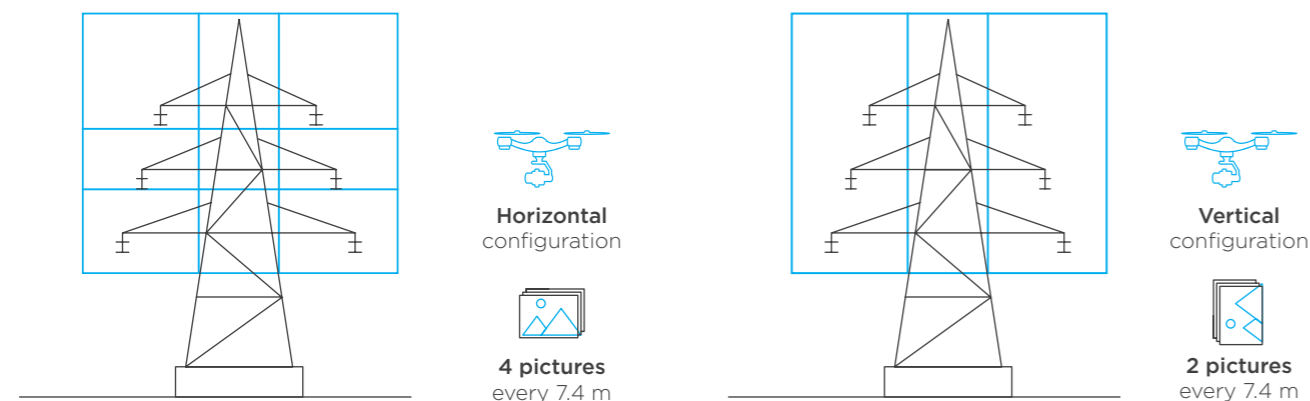 Horizontal
configuration
4 pictures
every 7.4 m
Vertical
configuration
2 pictures
every 7.4 m